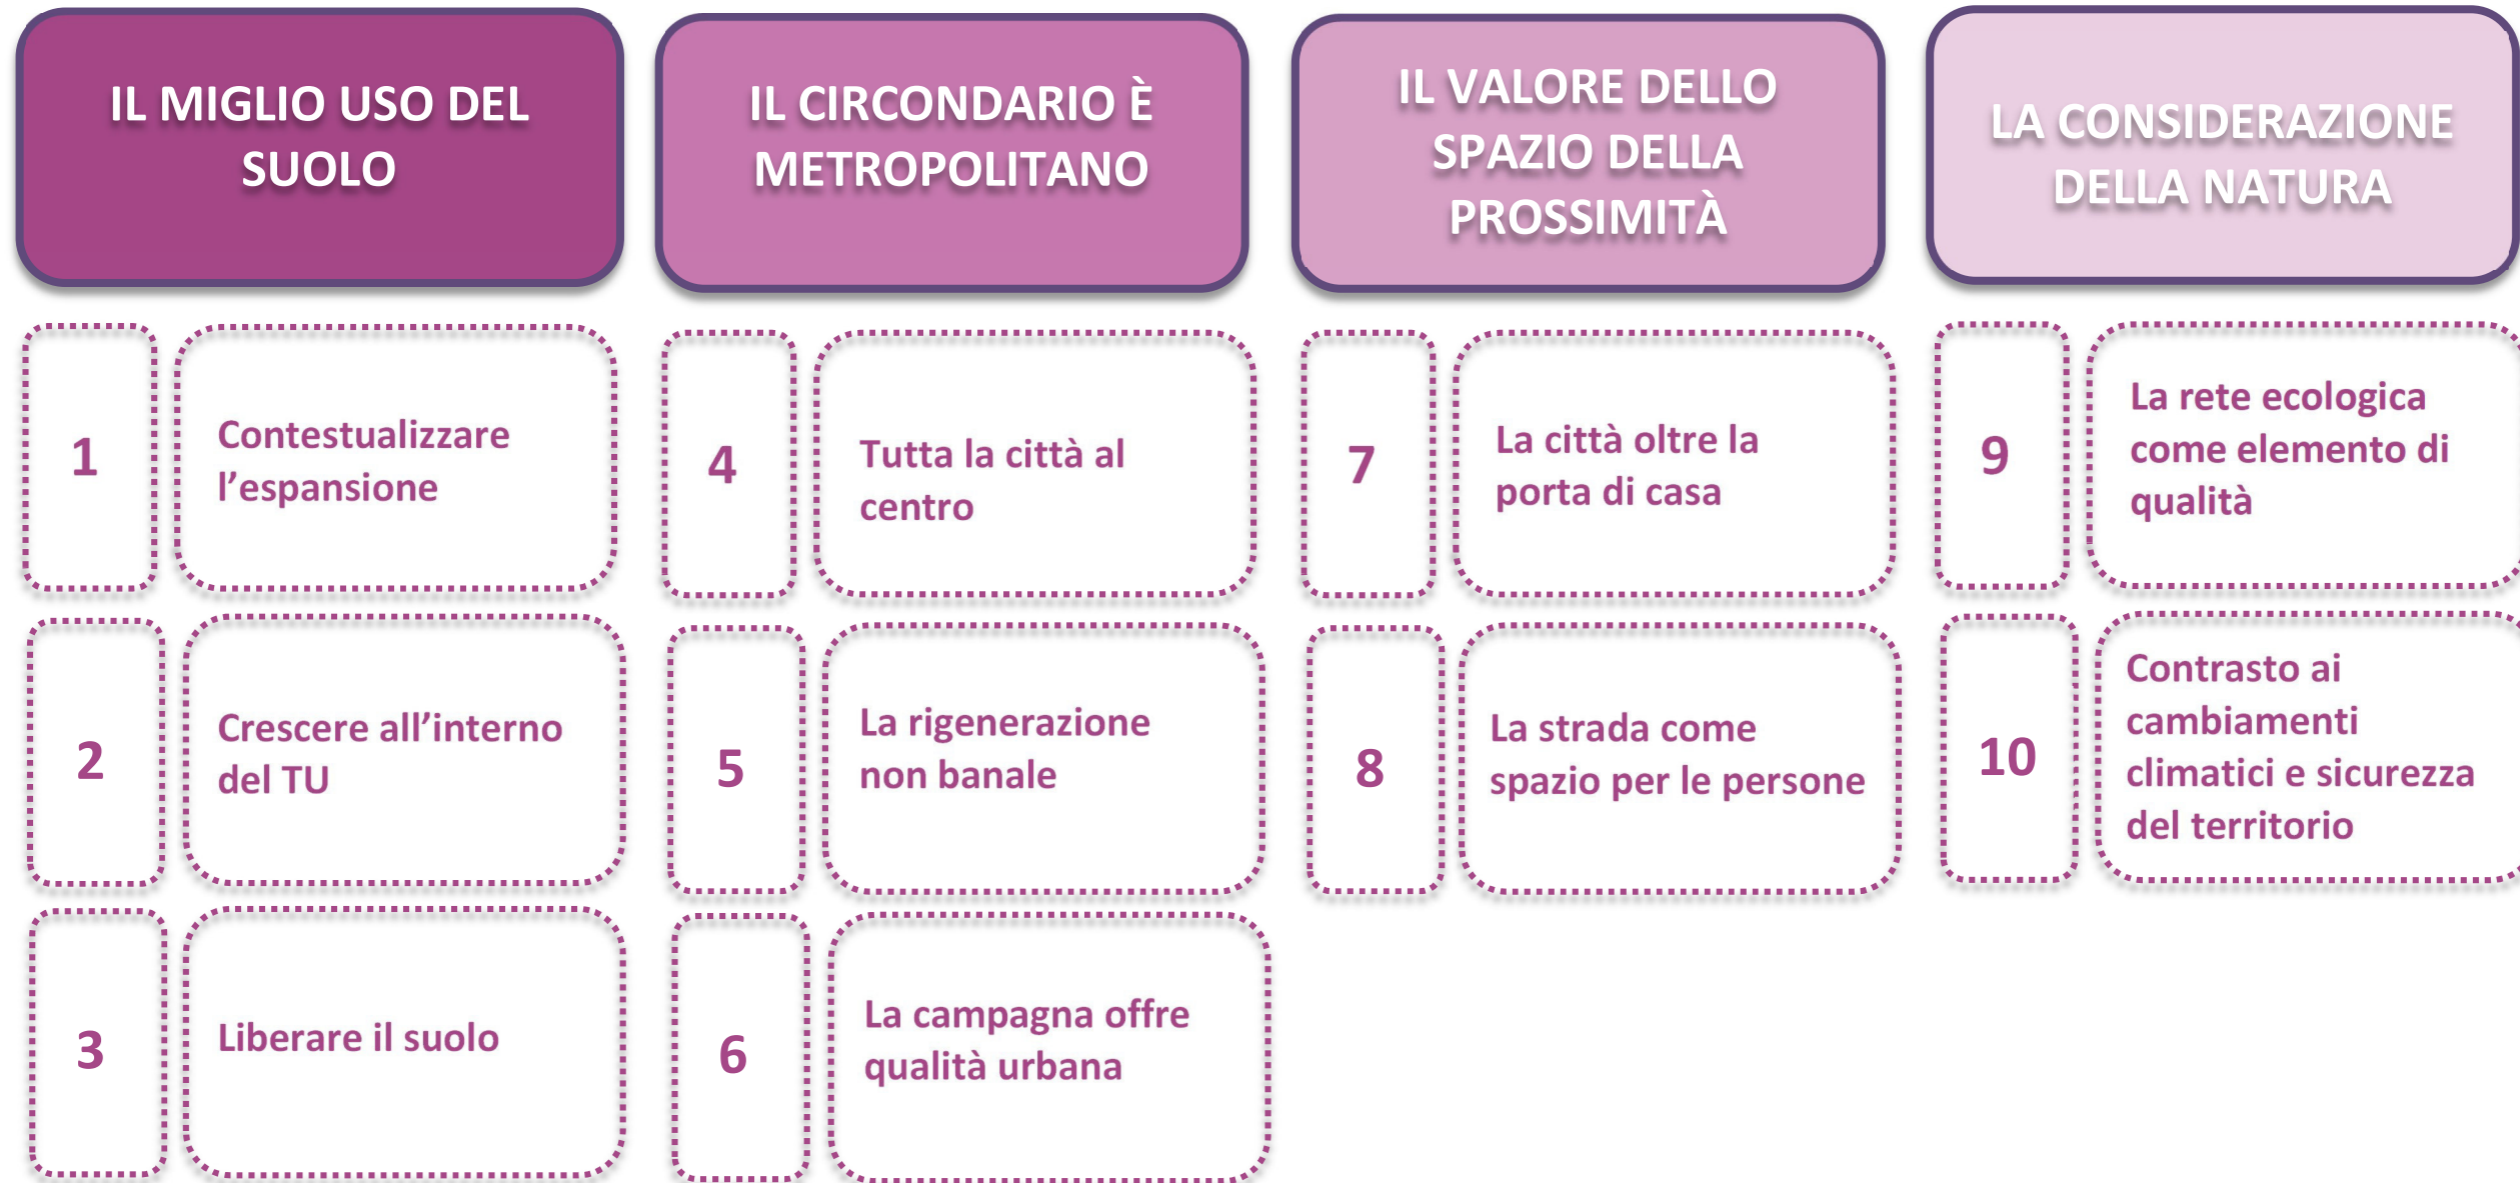 IL MIGLIO USO DEL
SUOLO
1
Contestualizzare
l’espansione
2
Crescere all’interno
del TU
3
Liberare il suolo
IL CIRCONDARIO È
METROPOLITANO
4
Tutta la città al
centro
5
La rigenerazione
non banale
6
La campagna offre
qualità urbana
IL VALORE DELLO
SPAZIO DELLA
PROSSIMITÀ
7
La città oltre la
porta di casa
8
La strada come
spazio per le persone
LA CONSIDERAZIONE
DELLA NATURA
9
La rete ecologica
come elemento di
qualità
10
Contrasto ai
cambiamenti
climatici e sicurezza
del territorio